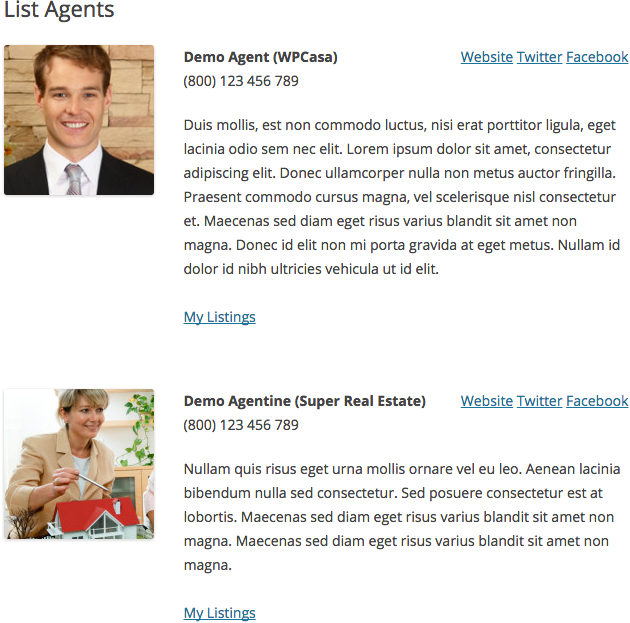 List Agents
Demo Agent (WPCasa) Website Twitter Facebook
(800) 123 456 789
Duis mollis, est non commodo luctus, nisi erat porttitor ligula, eget
lacinia odio sem nec elit. Lorem ipsum dolor sit amet, consectetur
adipiscing elit. Donec ullamcorper nulla non metus auctor fringilla.
Praesent commodo cursus magna, vel scelerisque nisl consectetur
et. Maecenas sed diam eget risus varius blandit sit amet non
magna. Donec id elit non mi porta gravida at eget metus. Nullam id
dolor id nibh ultricies vehicula ut id elit.
My Listings
Demo Agentine (Super Real Estate) Website Twitter Facebook
(800) 123 456 789
Nullam quis risus eget urna mollis ornare vel eu leo. Aenean lacinia
bibendum nulla sed consectetur. Sed posuere consectetur est at
lobortis. Maecenas sed diam eget risus varius blandit sit amet non
magna. Maecenas sed diam eget risus varius blandit sit amet non
magna.
My Listings